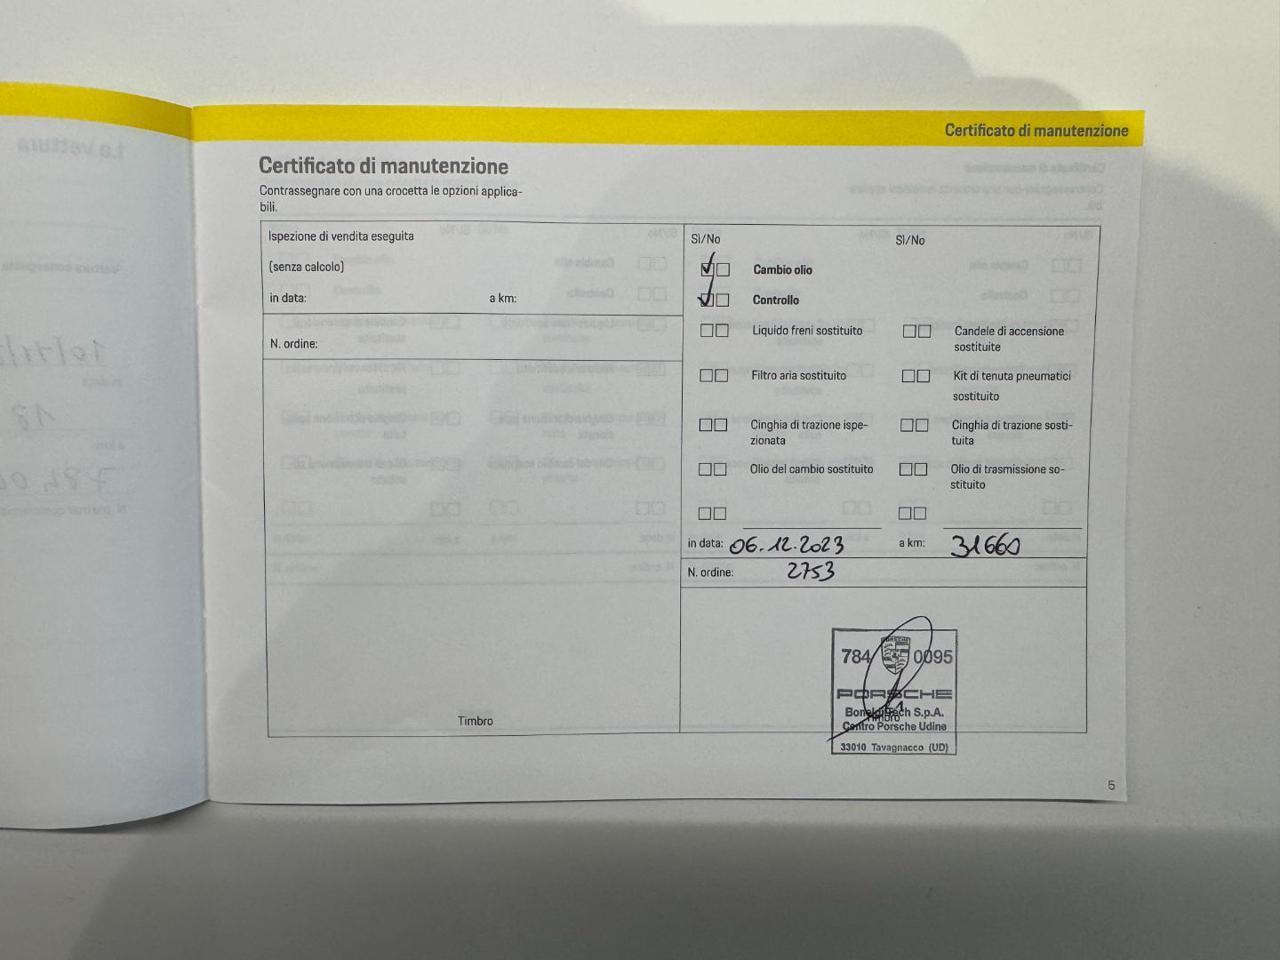 Certificato di manutenzione
Certificato di manutenzione
Contrassegnare con una crocetta le opzioni applica-
bili.
Ispezione di vendita eseguita
(senza calcolo)
in data: a km:
N. ordine:
Timbro
Sì/No Sì/No
Cambio olio
Controllo
Liquido freni sostituito
Candele di accensione
sostituite
Filtro aria sostituito
Kit di tenuta pneumatici
sostituito
Cinghia di trazione ispe-
zionata
Cinghia di trazione sosti-
tuita
Olio del cambio sostituito
Olio di trasmissione so-
stituito
in data: 06.12.2023 a km: 31660
N. ordine: 2753
784 0095
PORSCHE
S.p.A.
Timbro
Centro Porsche Udine
33010 Tavagnacco (UD)
5